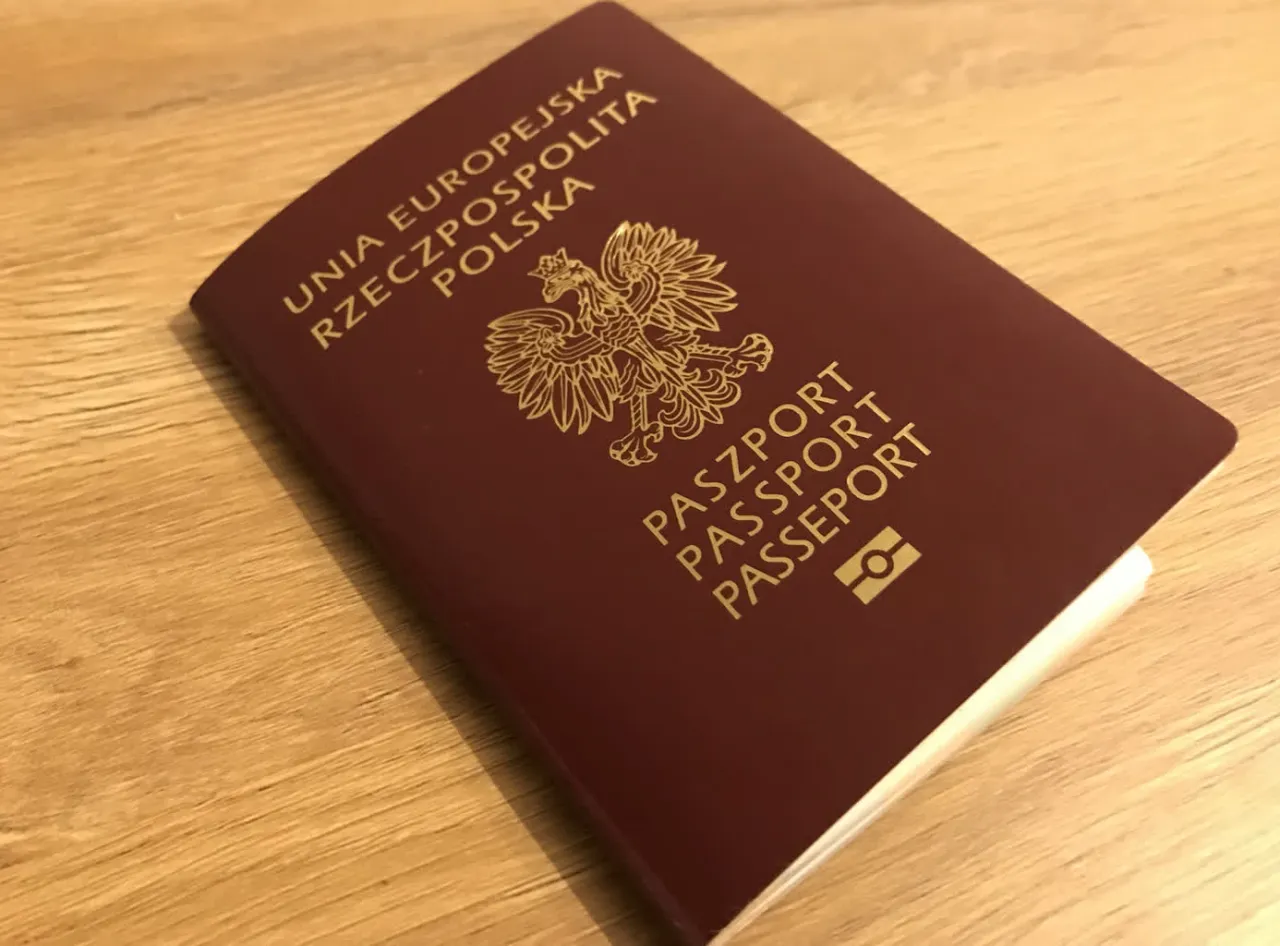 UNIA EUROPEJSKA
RZECZPOSPOLITA
POLSKA
PASZPORT
PASSPORT
PASSEPORT